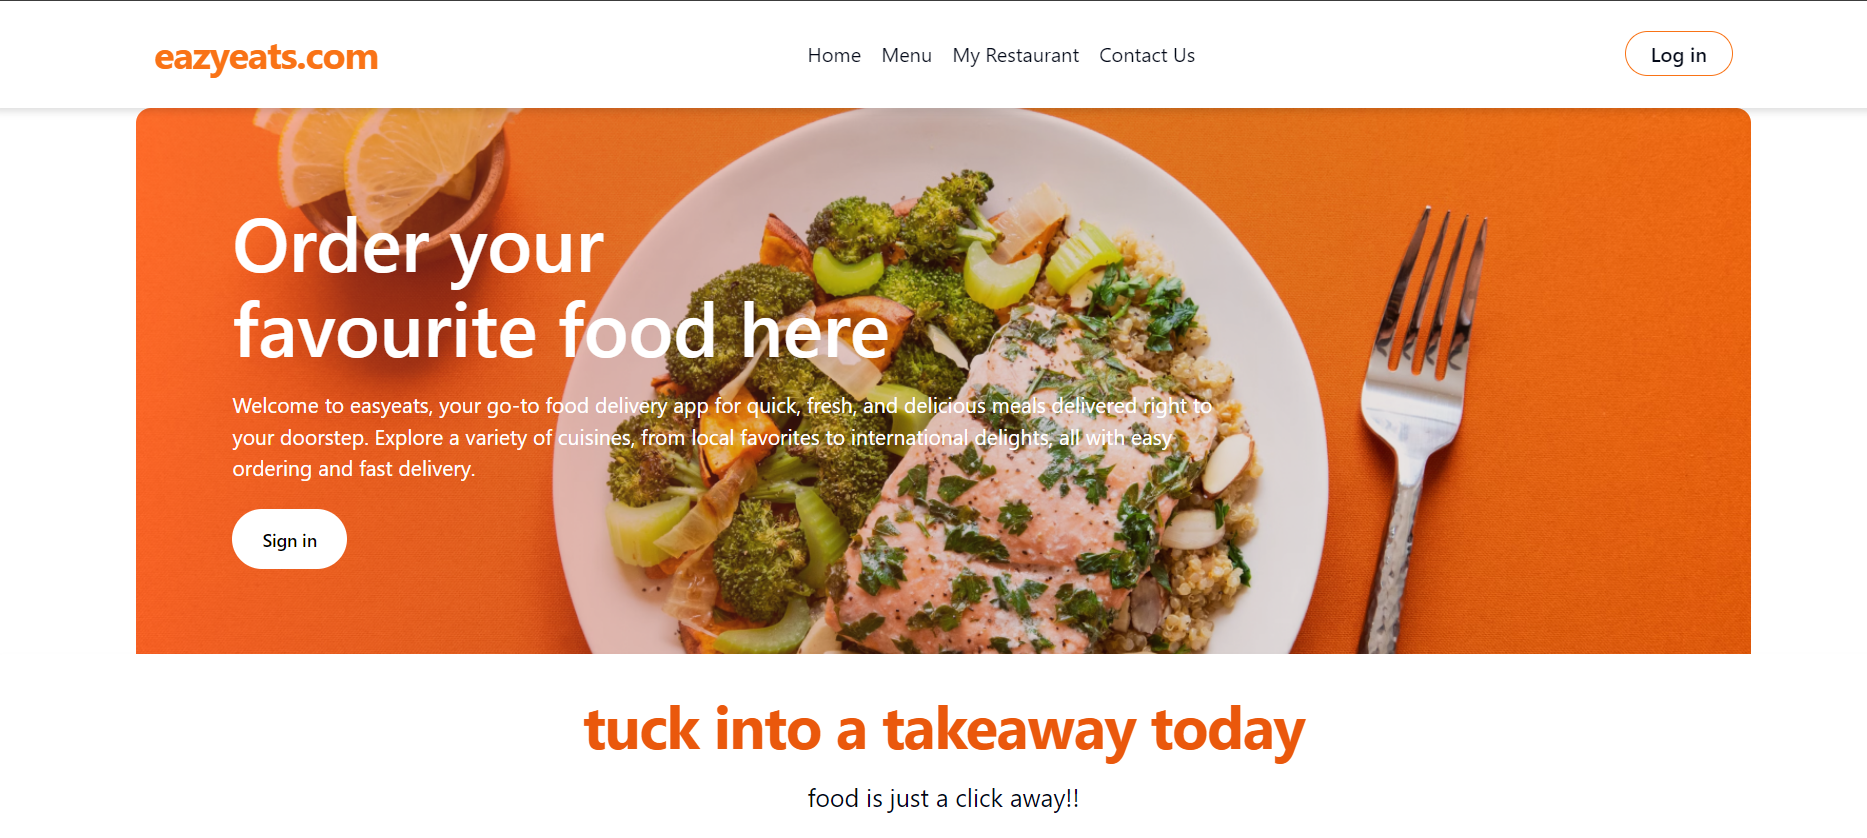 eazyeats.com
Home Menu My Restaurant Contact Us
Log in
Order your
favourite food here
Welcome to easyeats, your go-to food delivery app for quick, fresh, and delicious meals delivered right to
your doorstep. Explore a variety of cuisines, from local favorites to international delights, all with easy
ordering and fast delivery.
Sign in
tuck into a takeaway today
food is just a click away!!